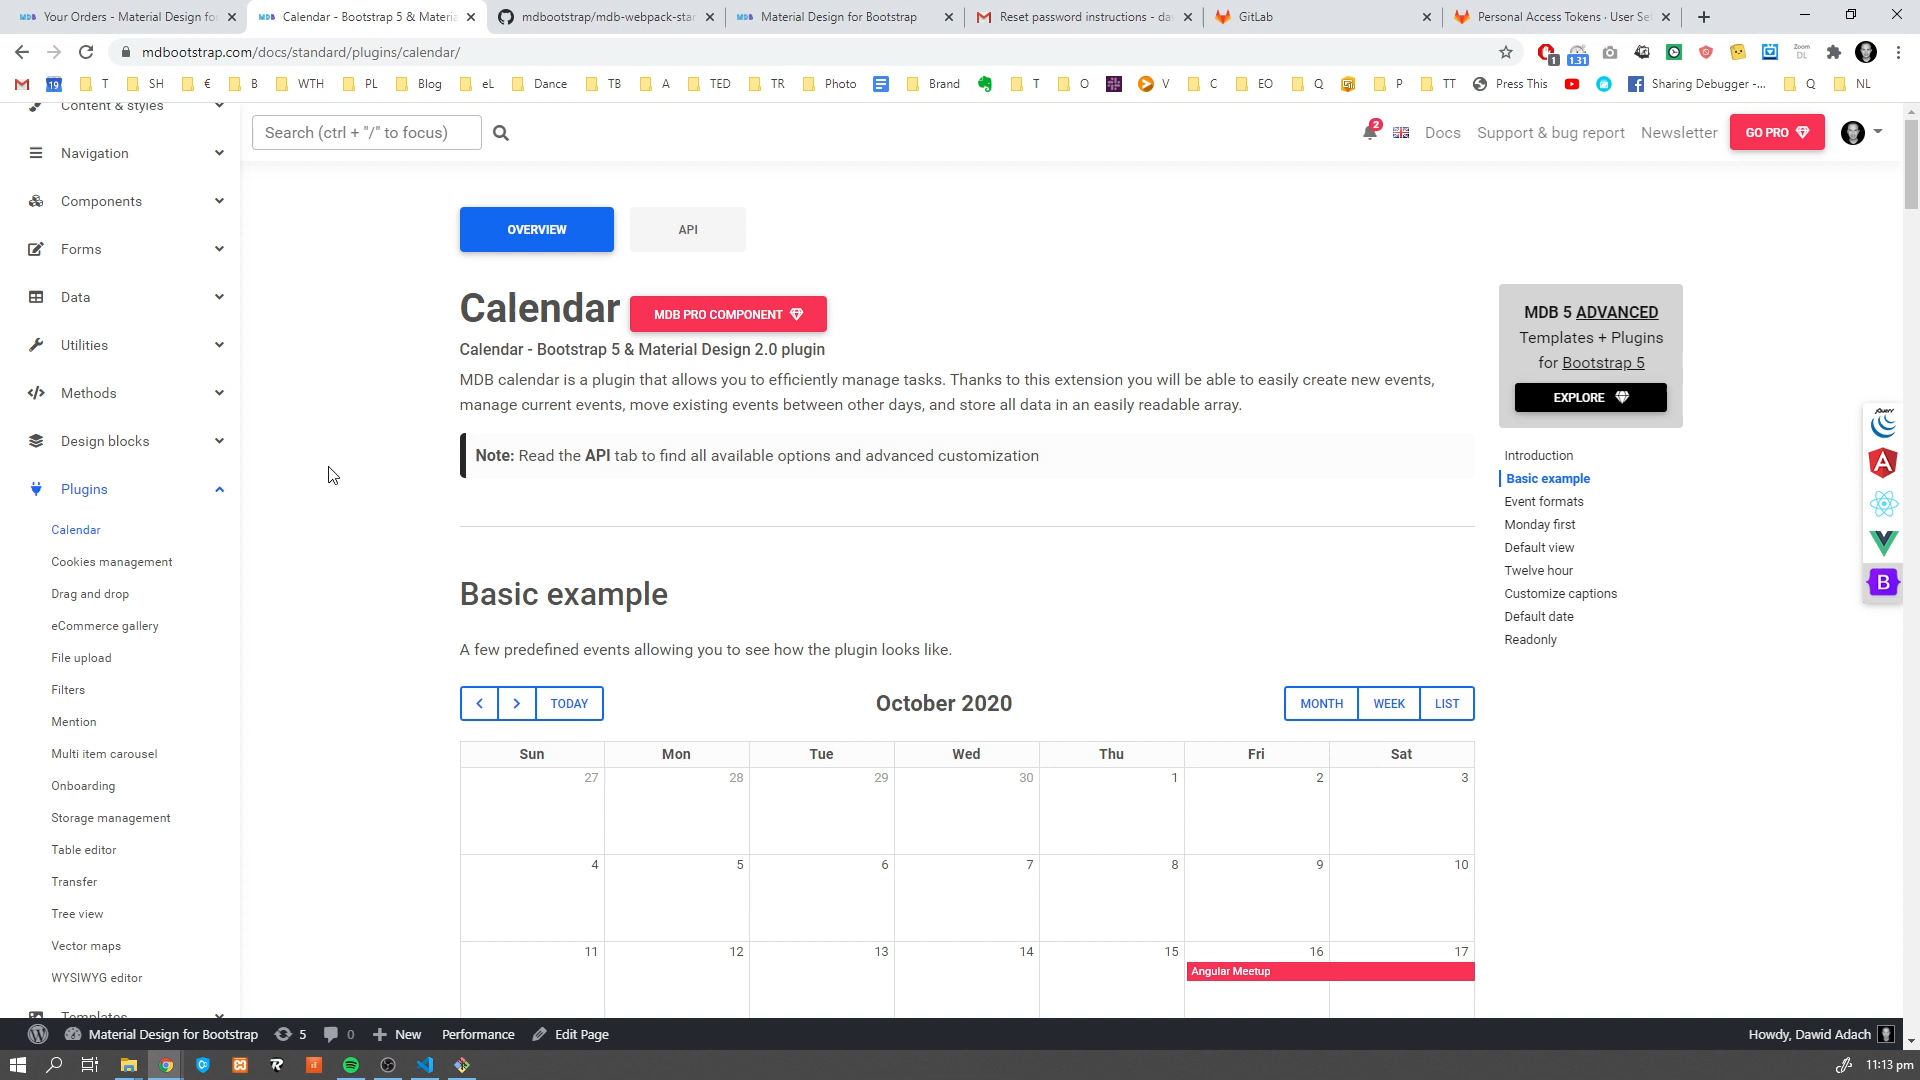 Your Orders - Material Design for
Calendar - Bootstrap 5 & Materia
mdbootstrap/mdb-webpack-star
Material Design for Bootstrap
Reset password instructions - da
GitLab
Personal Access Tokens · User Se
mdbootstrap.com/docs/standard/plugins/calendar/
1
1.31
Zoom
DL
19
T
SH
€
B
WTH
PL
Blog
eL
Dance
TB
A
TED
TR
Photo
Brand
T
O
V
C
EO
Q
P
TT
Press This
Sharing Debugger -...
Q
NL
Content & styles
Navigation
Components
Forms
Data
Utilities
Methods
Design blocks
Plugins
Calendar
Cookies management
Drag and drop
eCommerce gallery
File upload
Filters
Mention
Multi item carousel
Onboarding
Storage management
Table editor
Transfer
Tree view
Vector maps
WYSIWYG editor
Templates
Search (ctrl + "/" to focus)
2
Docs
Support & bug report
Newsletter
GO PRO
OVERVIEW
API
Calendar
MDB PRO COMPONENT
Calendar - Bootstrap 5 & Material Design 2.0 plugin
MDB calendar is a plugin that allows you to efficiently manage tasks. Thanks to this extension you will be able to easily create new events,
manage current events, move existing events between other days, and store all data in an easily readable array.
Note: Read the API tab to find all available options and advanced customization
MDB 5 ADVANCED
Templates + Plugins
for Bootstrap 5
EXPLORE
Introduction
Basic example
Event formats
Monday first
Default view
Twelve hour
Customize captions
Default date
Readonly
jQuery
A
B
Basic example
A few predefined events allowing you to see how the plugin looks like.
TODAY
October 2020
MONTH
WEEK
LIST
Sun Mon Tue Wed Thu Fri Sat
27 28 29 30 1 2 3
4 5 6 7 8 9 10
11 12 13 14 15 16 17
Angular Meetup
Material Design for Bootstrap
5
0
New
Performance
Edit Page
Howdy, Dawid Adach
11:13 pm